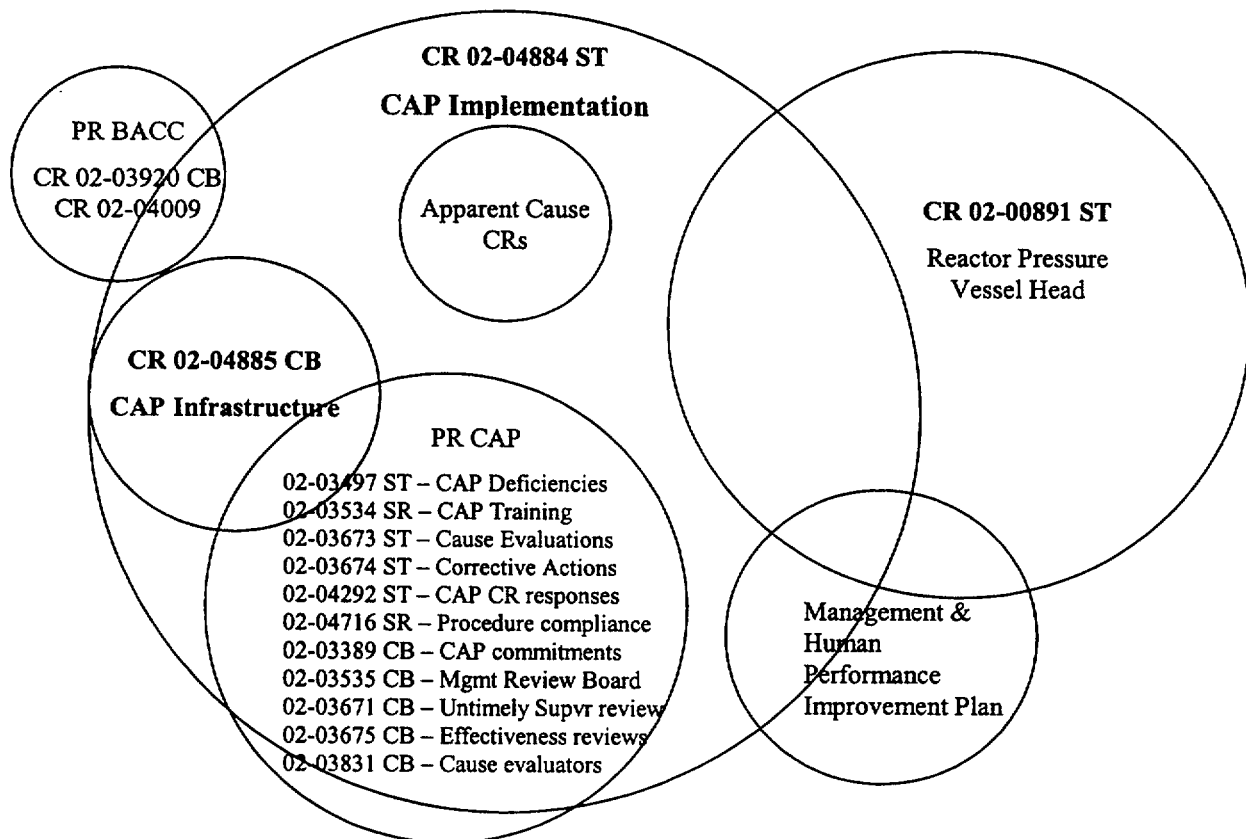 CR 02-04884 ST
CAP Implementation
PR BACC
CR 02-03920 CB
CR 02-04009
Apparent Cause
CRs
CR 02-00891 ST
Reactor Pressure
Vessel Head
CR 02-04885 CB
CAP Infrastructure
PR CAP
02-03497 ST – CAP Deficiencies
02-03534 SR – CAP Training
02-03673 ST – Cause Evaluations
02-03674 ST – Corrective Actions
02-04292 ST – CAP CR responses
02-04716 SR – Procedure compliance
02-03389 CB – CAP commitments
02-03535 CB – Mgmt Review Board
02-03671 CB – Untimely Supvr review
02-03675 CB – Effectiveness reviews
02-03831 CB – Cause evaluators
Management &
Human
Performance
Improvement Plan